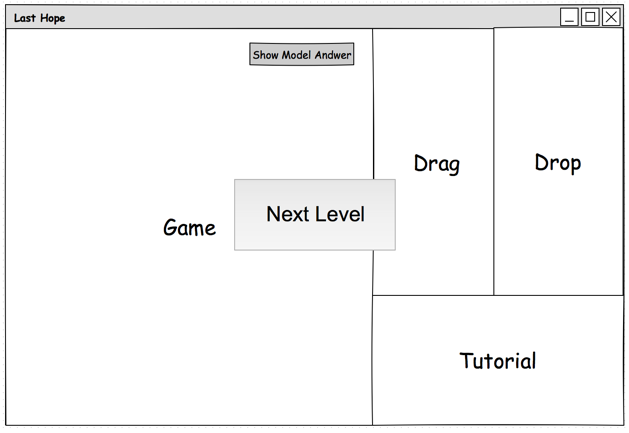 Last Hope
Show Model Andwer
Drag
Drop
Next Level
Game
Tutorial